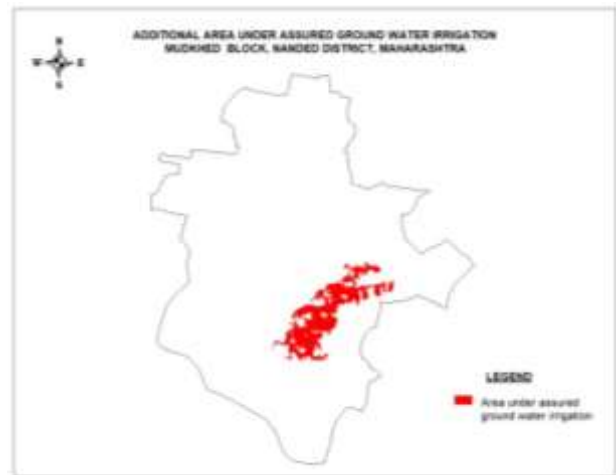 ADDITIONAL AREA UNDER ASSURED GROUND WATER IRRIGATION
MUDKHED BLOCK, NANDED DISTRICT, MAHARASHTRA
N
W E
S
LEGEND
Area under assured
ground water irrigation